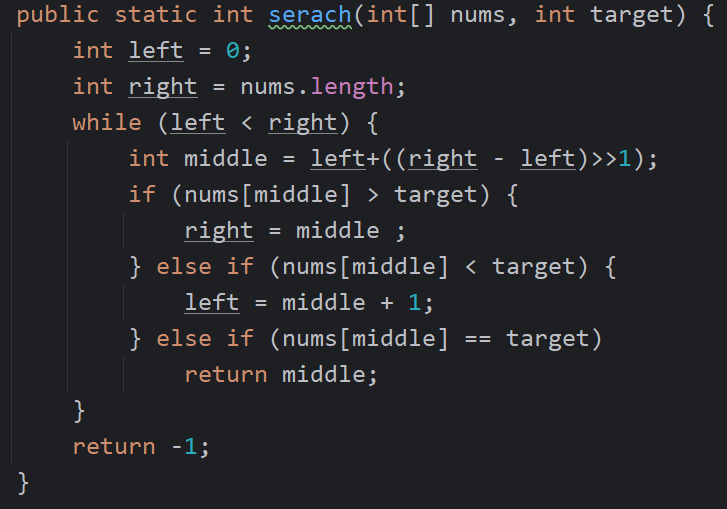 public static int serach(int[] nums, int target) {
    int left = 0;
    int right = nums.length;
    while (left < right) {
        int middle = left+((right - left)>>1);
        if (nums[middle] > target) {
            right = middle ;
        } else if (nums[middle] < target) {
            left = middle + 1;
        } else if (nums[middle] == target)
            return middle;
    }
    return -1;
}